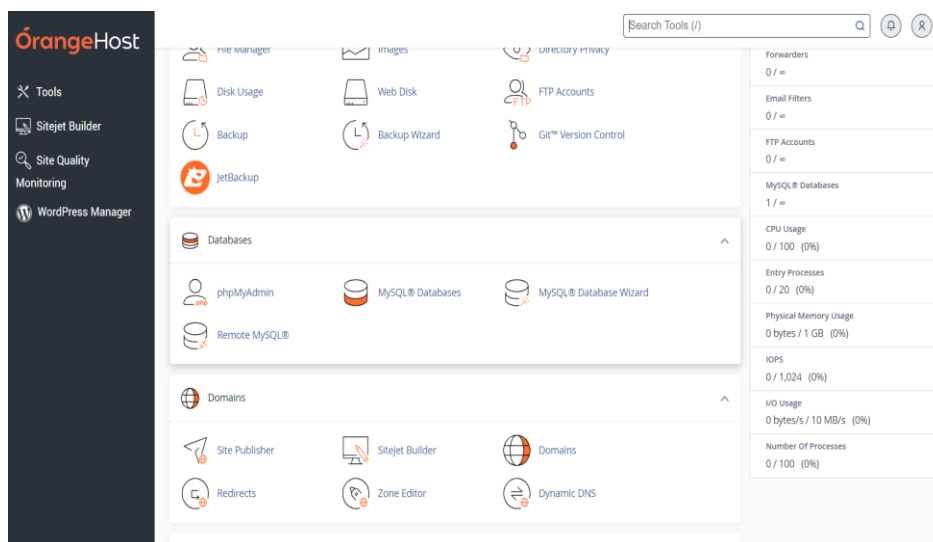 ÓrangeHost
Tools
Sitejet Builder
Site Quality
Monitoring
WordPress Manager
Search Tools (/)
File Manager
Images
Directory Privacy
Disk Usage
Web Disk
FTP
FTP Accounts
Backup
Backup Wizard
Git™ Version Control
JetBackup
Databases
php
phpMyAdmin
MySQL® Databases
MySQL® Database Wizard
Remote MySQL®
Domains
Site Publisher
Sitejet Builder
Domains
Redirects
Zone Editor
Dynamic DNS
Forwarders
0 / ∞
Email Filters
0 / ∞
FTP Accounts
0 / ∞
MySQL® Databases
1 / ∞
CPU Usage
0 / 100 (0%)
Entry Processes
0 / 20 (0%)
Physical Memory Usage
0 bytes / 1 GB (0%)
IOPS
0 / 1,024 (0%)
I/O Usage
0 bytes/s / 10 MB/s (0%)
Number Of Processes
0 / 100 (0%)